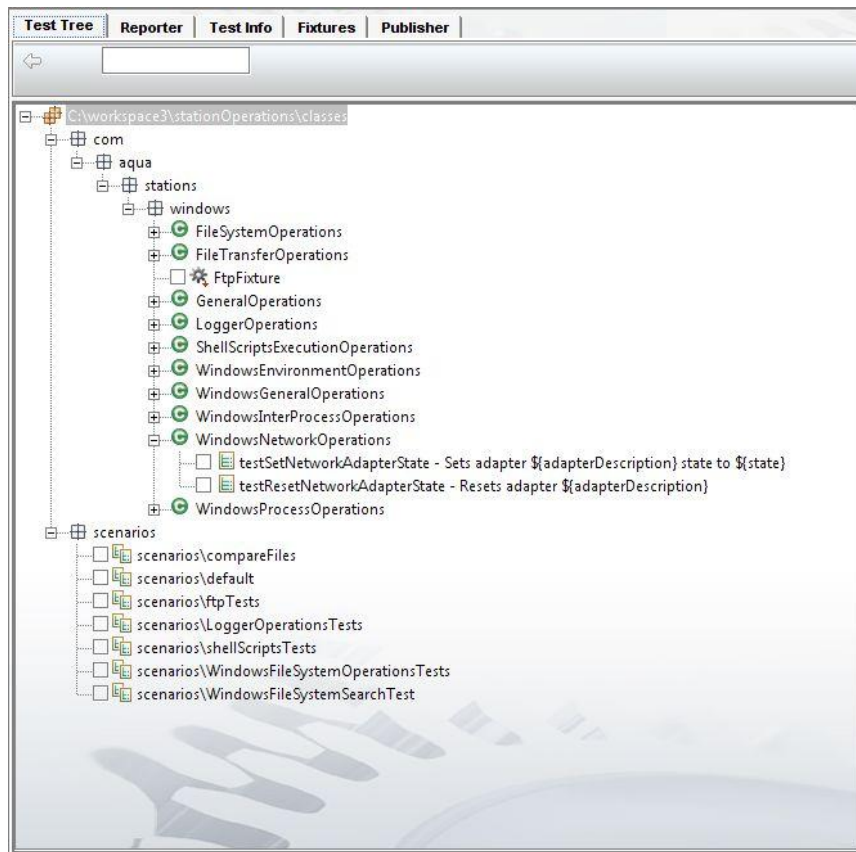 Test Tree Reporter Test Info Fixtures Publisher
C:\workspace3\stationOperations\classes
com
aqua
stations
windows
FileSystemOperations
FileTransferOperations
FtpFixture
GeneralOperations
LoggerOperations
ShellScriptsExecutionOperations
WindowsEnvironmentOperations
WindowsGeneralOperations
WindowsInterProcessOperations
WindowsNetworkOperations
testSetNetworkAdapterState - Sets adapter ${adapterDescription} state to ${state}
testResetNetworkAdapterState - Resets adapter ${adapterDescription}
WindowsProcessOperations
scenarios
scenarios\compareFiles
scenarios\default
scenarios\ftpTests
scenarios\LoggerOperationsTests
scenarios\shellScriptsTests
scenarios\WindowsFileSystemOperationsTests
scenarios\WindowsFileSystemSearchTest